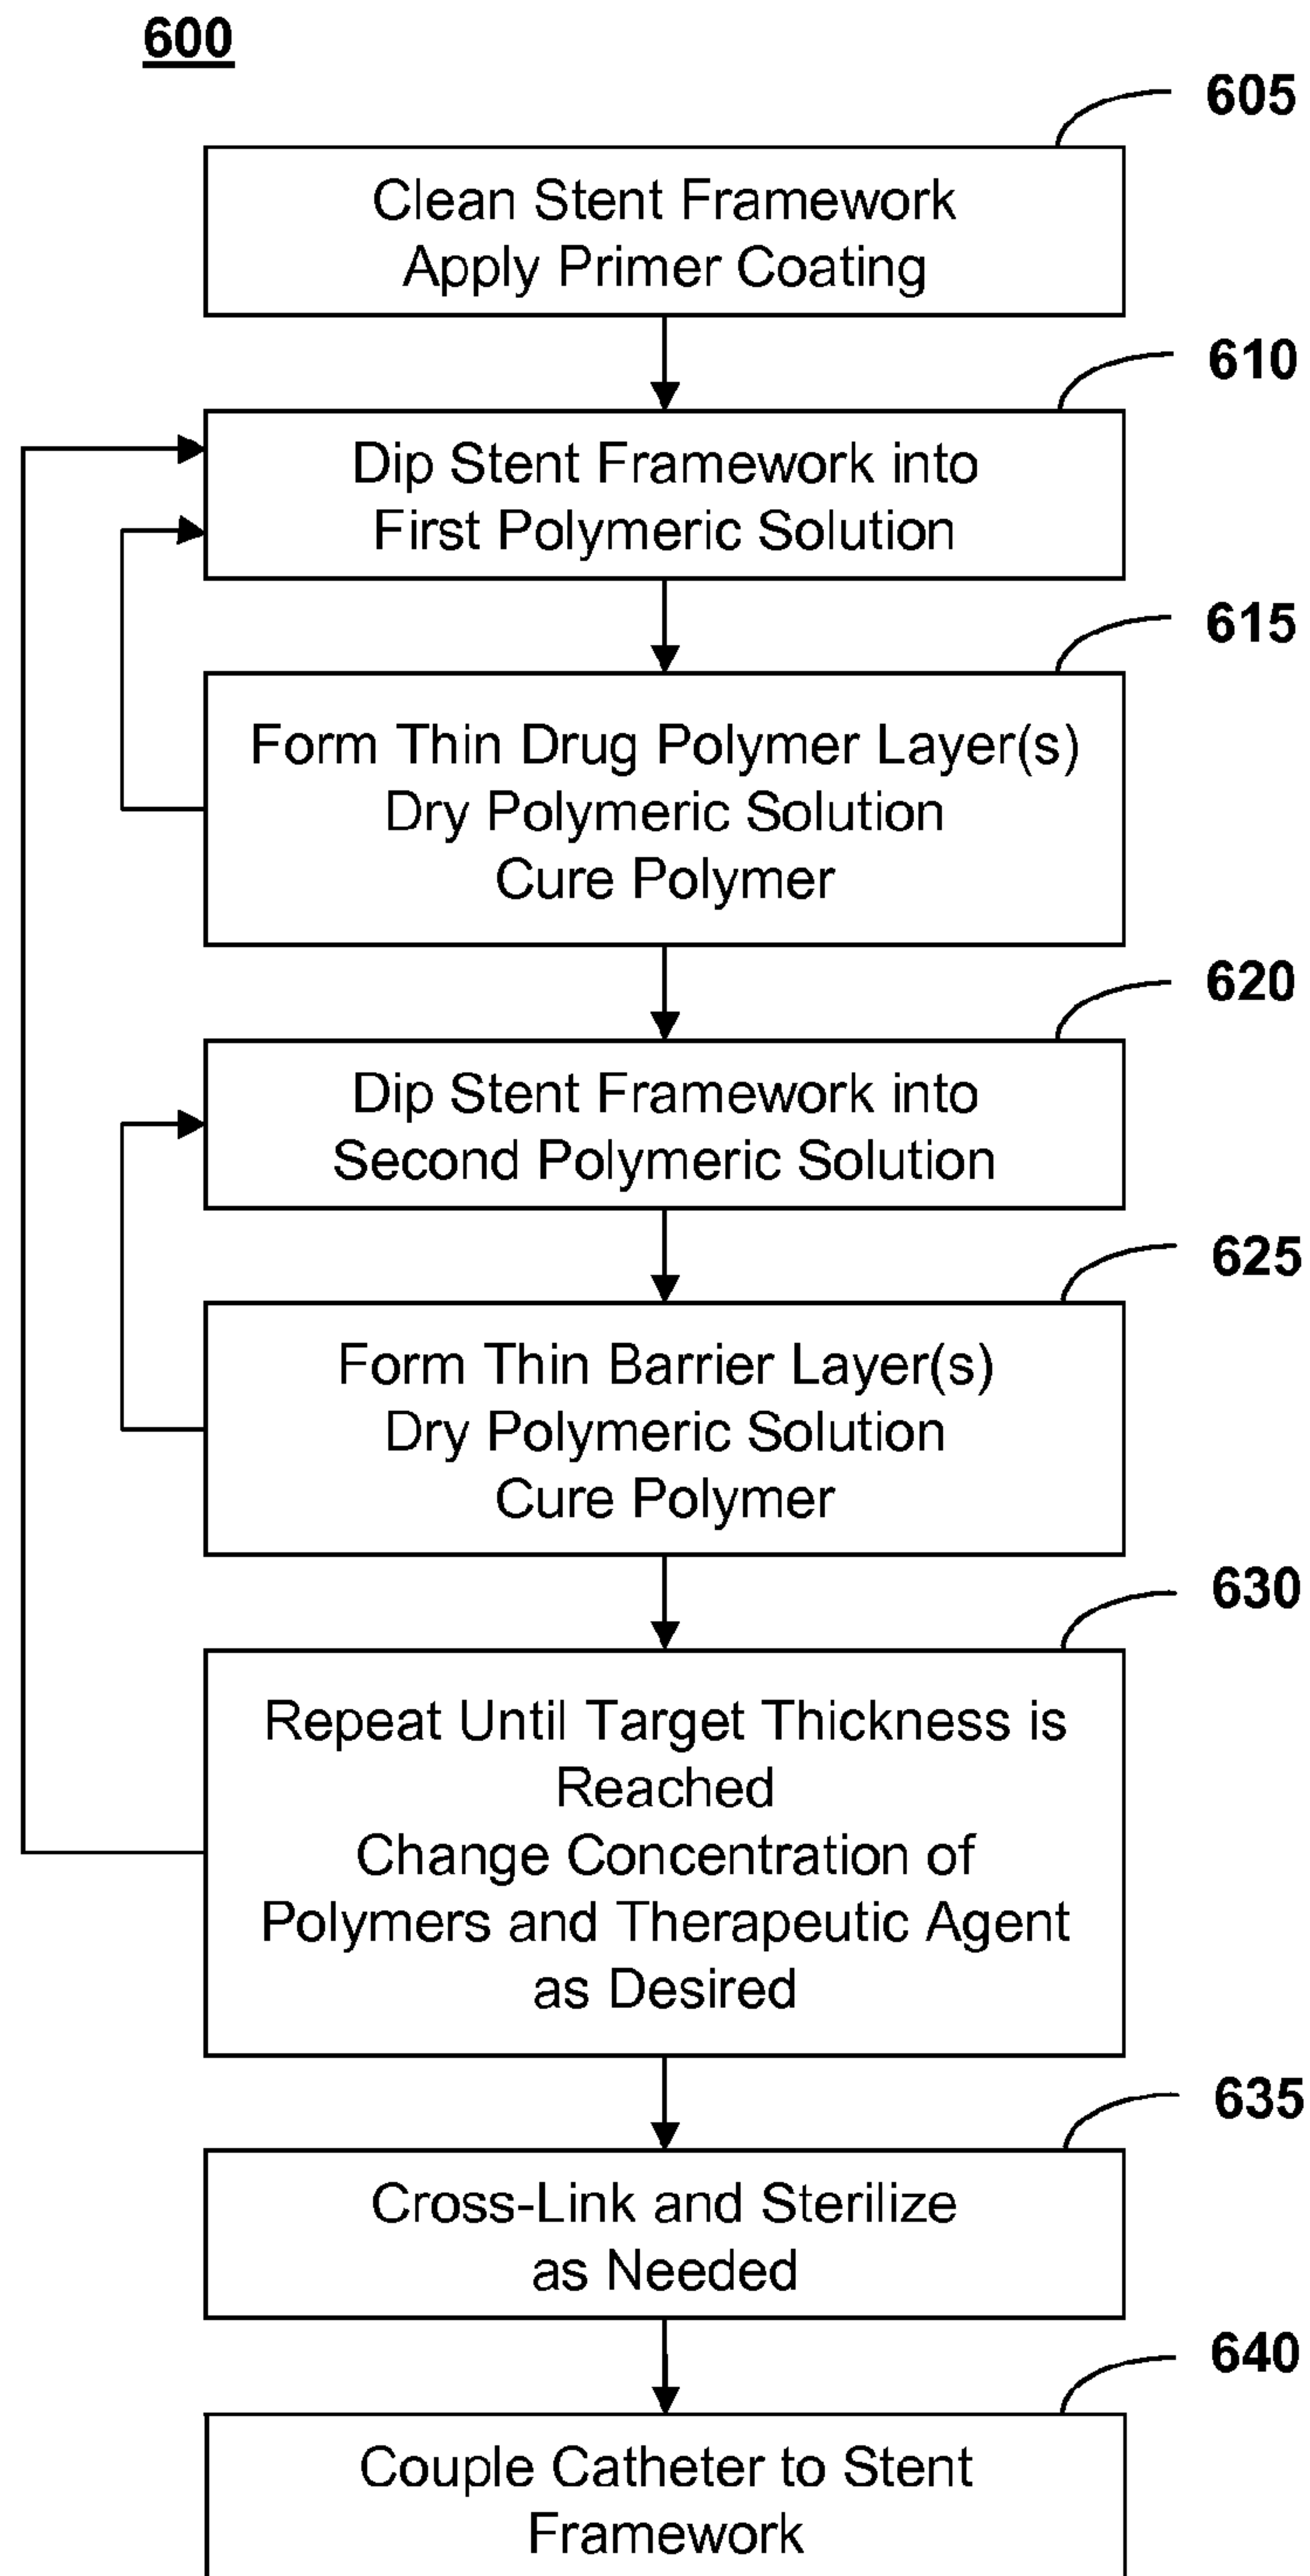 600
605
Clean Stent Framework
Apply Primer Coating
610
Dip Stent Framework into
First Polymeric Solution
615
Form Thin Drug Polymer Layer(s)
Dry Polymeric Solution
Cure Polymer
620
Dip Stent Framework into
Second Polymeric Solution
625
Form Thin Barrier Layer(s)
Dry Polymeric Solution
Cure Polymer
630
Repeat Until Target Thickness is
Reached
Change Concentration of
Polymers and Therapeutic Agent
as Desired
635
Cross-Link and Sterilize
as Needed
640
Couple Catheter to Stent
Framework